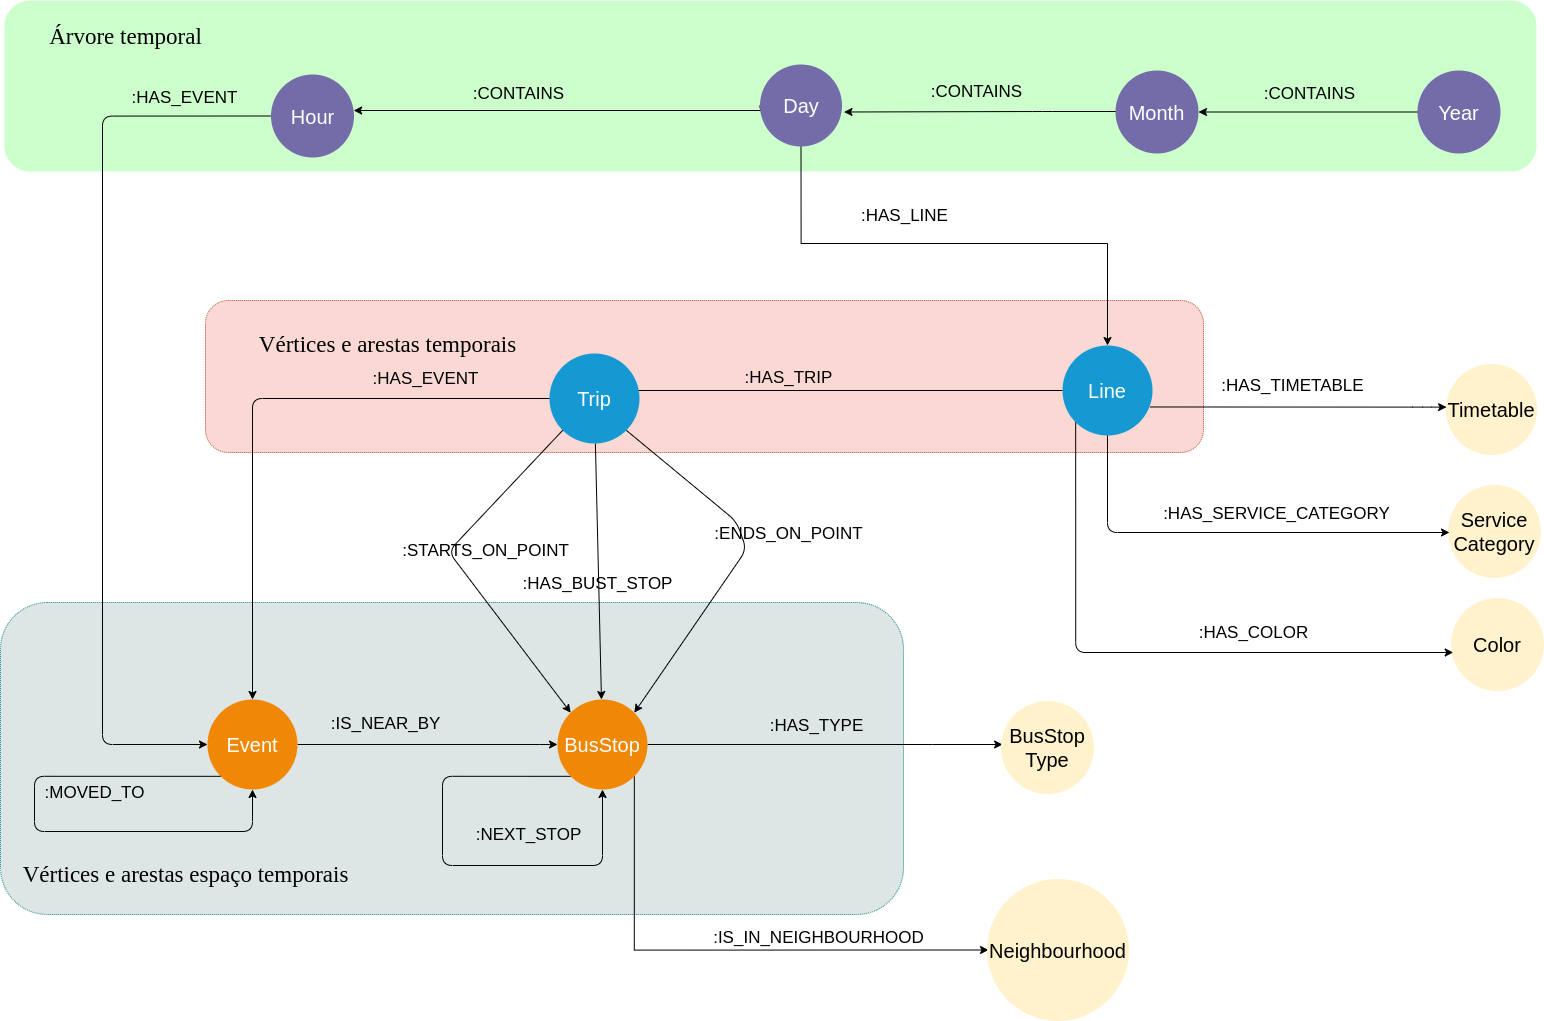 Árvore temporal
:HAS_EVENT
:CONTAINS
:CONTAINS
:CONTAINS
Hour
Day
Month
Year
:HAS_LINE
Vértices e arestas temporais
:HAS_EVENT
:HAS_TRIP
:HAS_TIMETABLE
Trip
Line
Timetable
:STARTS_ON_POINT
:ENDS_ON_POINT
:HAS_BUST_STOP
:HAS_SERVICE_CATEGORY
Service
Category
:HAS_COLOR
Color
:IS_NEAR_BY
:HAS_TYPE
Event
BusStop
BusStop
Type
:MOVED_TO
:NEXT_STOP
Vértices e arestas espaço temporais
:IS_IN_NEIGHBOURHOOD
Neighbourhood